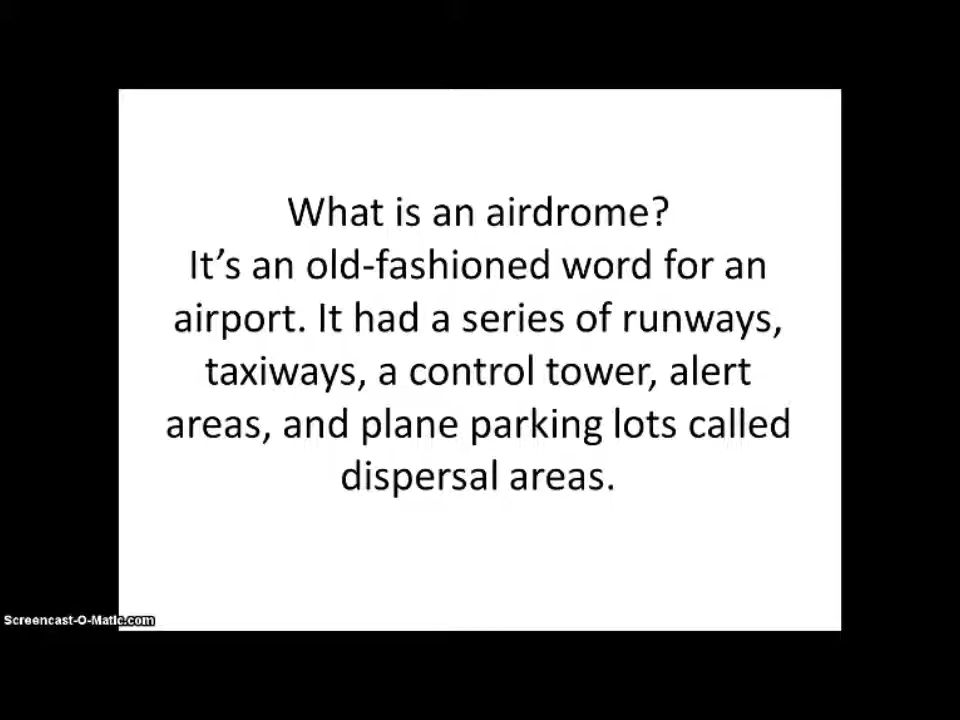 What is an airdrome?
It’s an old-fashioned word for an
airport. It had a series of runways,
taxiways, a control tower, alert
areas, and plane parking lots called
dispersal areas.
Screencast-O-Matic.com